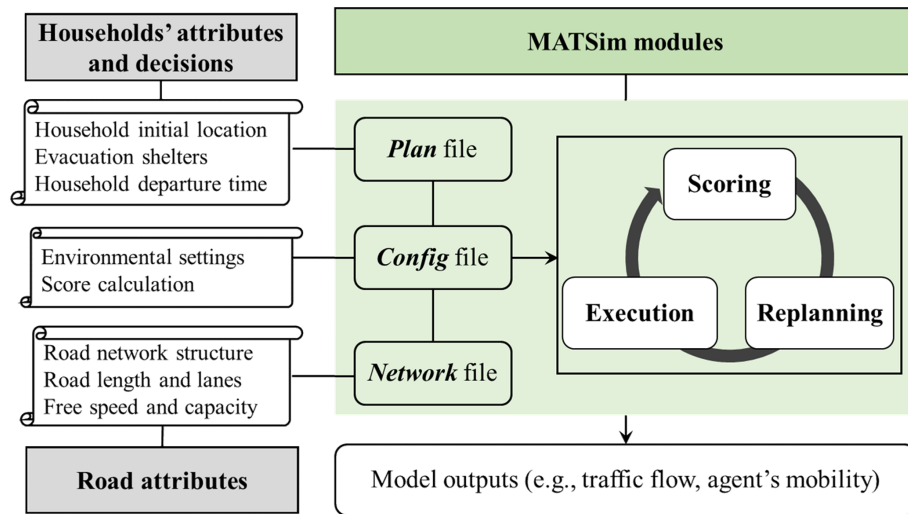 Households’ attributes
and decisions
Household initial location
Evacuation shelters
Household departure time
Environmental settings
Score calculation
Road network structure
Road length and lanes
Free speed and capacity
Road attributes
MATSim modules
Plan file
Config file
Network file
Scoring
Execution
Replanning
Model outputs (e.g., traffic flow, agent’s mobility)